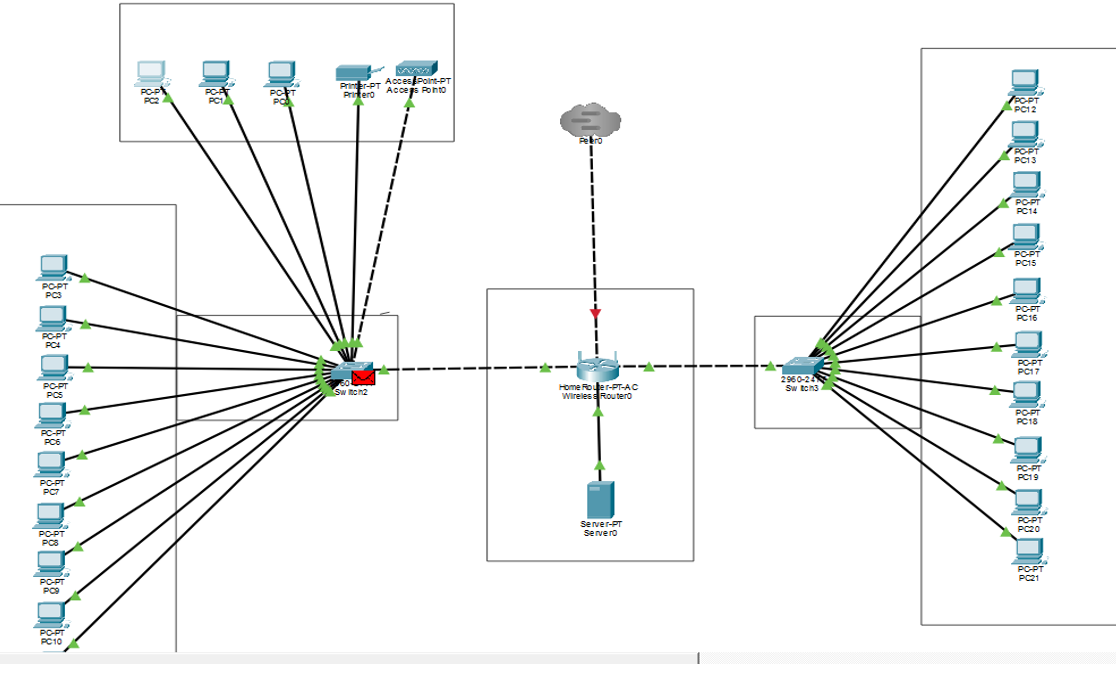 PC-PT
PC2
PC-PT
PC1
PC-PT
Printer-PT
Printer0
AccessPoint-PT
Access Point0
Peer0
PC-PT
PC12
PC-PT
PC13
PC-PT
PC14
PC-PT
PC15
PC-PT
PC16
PC-PT
PC17
PC-PT
PC18
PC-PT
PC19
PC-PT
PC20
PC-PT
PC21
PC-PT
PC3
PC-PT
PC4
PC-PT
PC5
PC-PT
PC6
PC-PT
PC7
PC-PT
PC8
PC-PT
PC9
PC-PT
PC10
Switch2
HomeRouter-PT-AC
Wireless Router0
Switch3
Server-PT
Server0